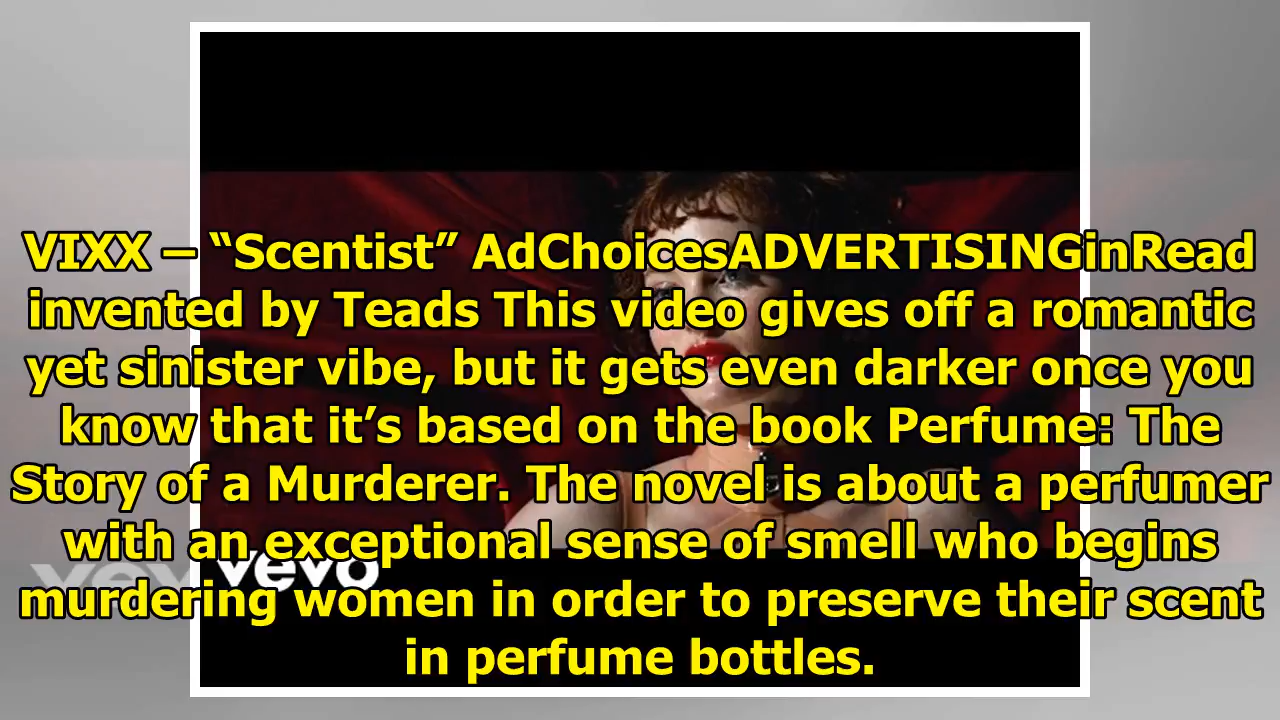 VIXX – “Scentist” AdChoicesADVERTISINGinRead
invented by Teads This video gives off a romantic
yet sinister vibe, but it gets even darker once you
know that it’s based on the book Perfume: The
Story of a Murderer. The novel is about a perfumer
with an exceptional sense of smell who begins
murdering women in order to preserve their scent
in perfume bottles.
vevo